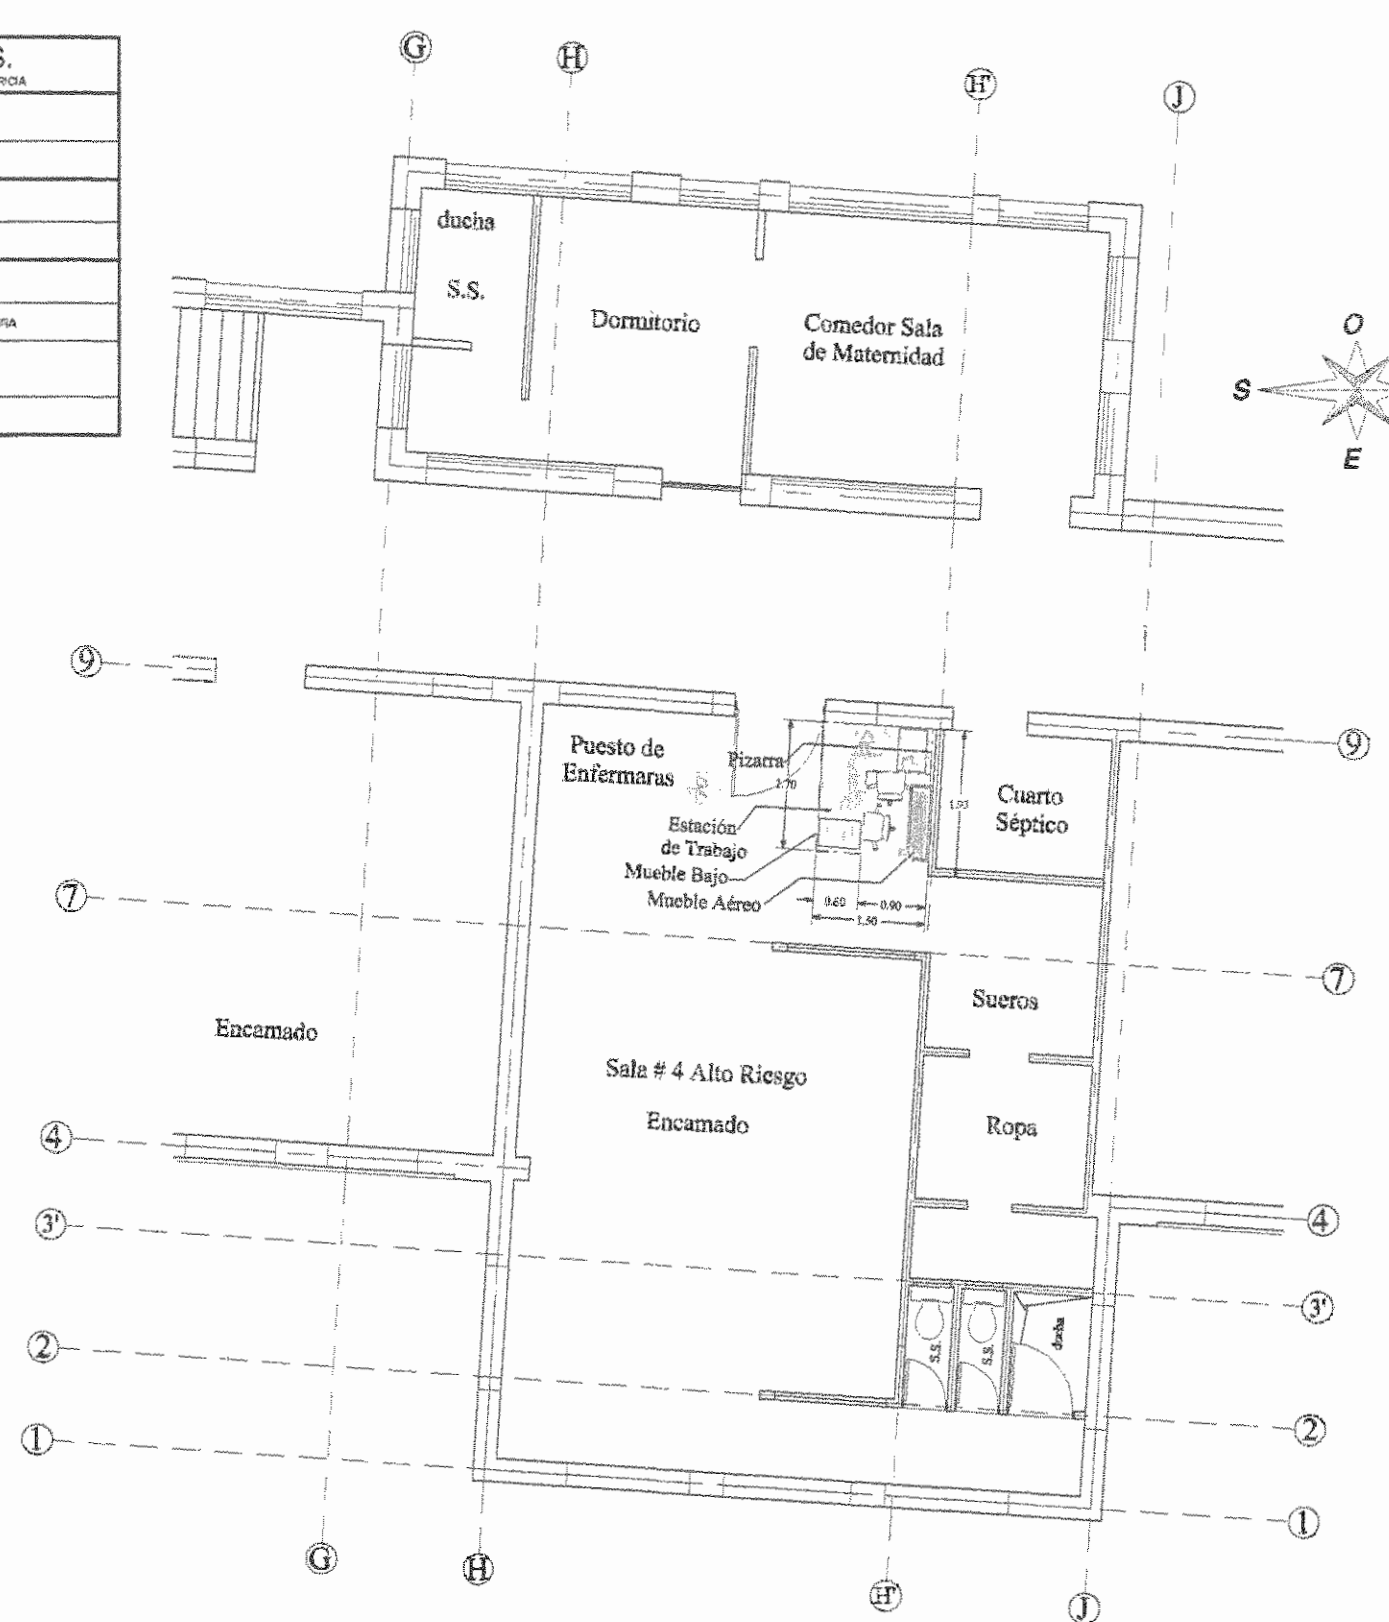 S.
G
H
H'
J
ducha
S.S.
Dormitorio
Comedor Sala
de Maternidad
O
S
E
9
Puesto de
Enfermaras
Pizarra
1.70
1.93
Cuarto
Séptico
9
Estación
de Trabajo
Mueble Bajo
Mueble Aéreo
0.60
0.90
1.50
7
7
Sueros
Encamado
Sala # 4 Alto Riesgo
Encamado
Ropa
4
4
3'
3'
S.S.
S.S.
ducha
2
2
1
1
G
H
H'
J